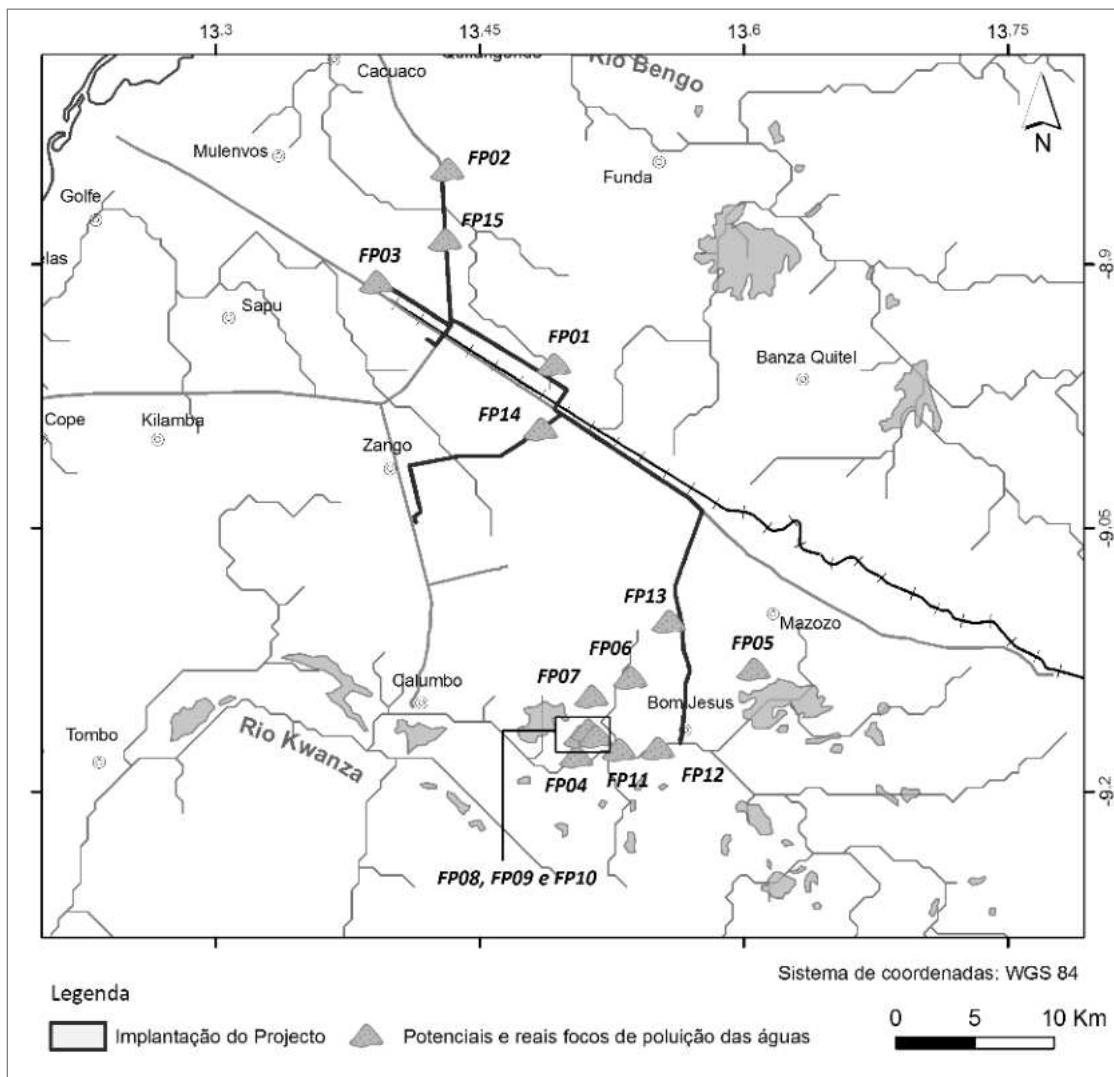 13.3 13.45 13.6 13.75
Cacuaco
Rio Bengo
N
Mulenvos
FP02
Funda
Golfe
FP15
elas
FP03
-8.9
Sapu
FP01
Banza Quitel
Cope
Kilamba
FP14
Zango
-9.05
FP13
Mazozo
FP06
FP05
FP07
Calumbo
Bom Jesus
Tombo
Rio Kwanza
FP04
FP11
FP12
-9.2
FP08, FP09 e FP10
Sistema de coordenadas: WGS 84
Legenda
Implantação do Projecto
Potenciais e reais focos de poluição das águas
0 5 10 Km